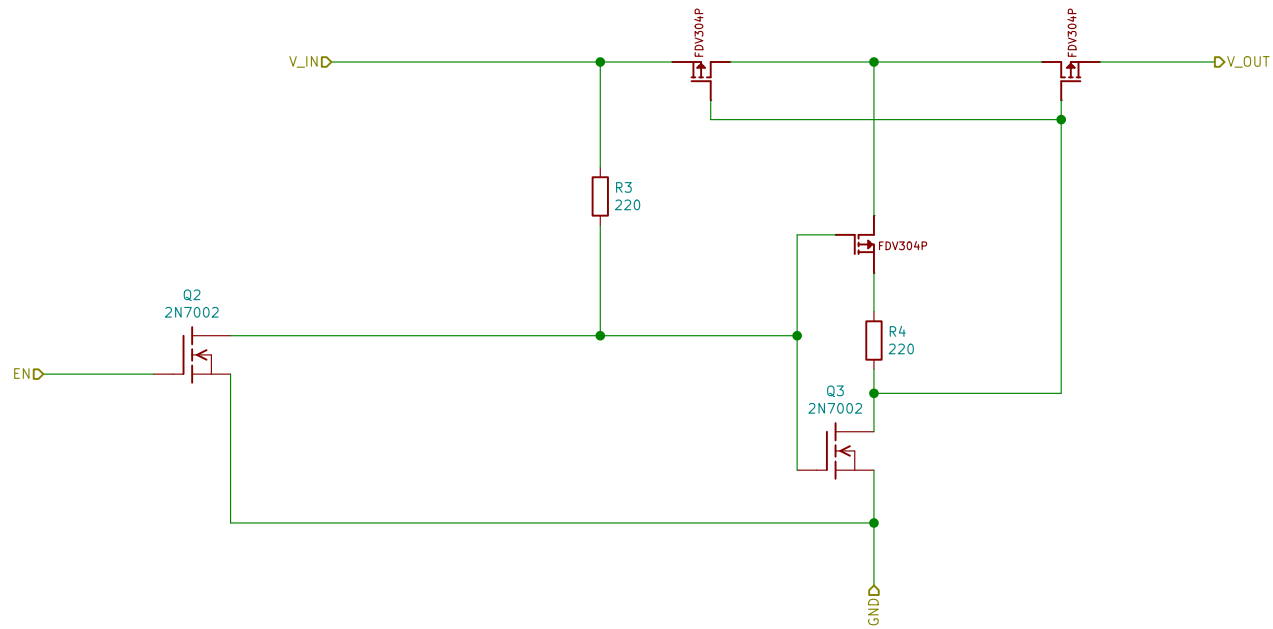 FDV304P
FDV304P
V_IN
V_OUT
R3
220
FDV304P
Q2
2N7002
R4
220
EN
Q3
2N7002
GND